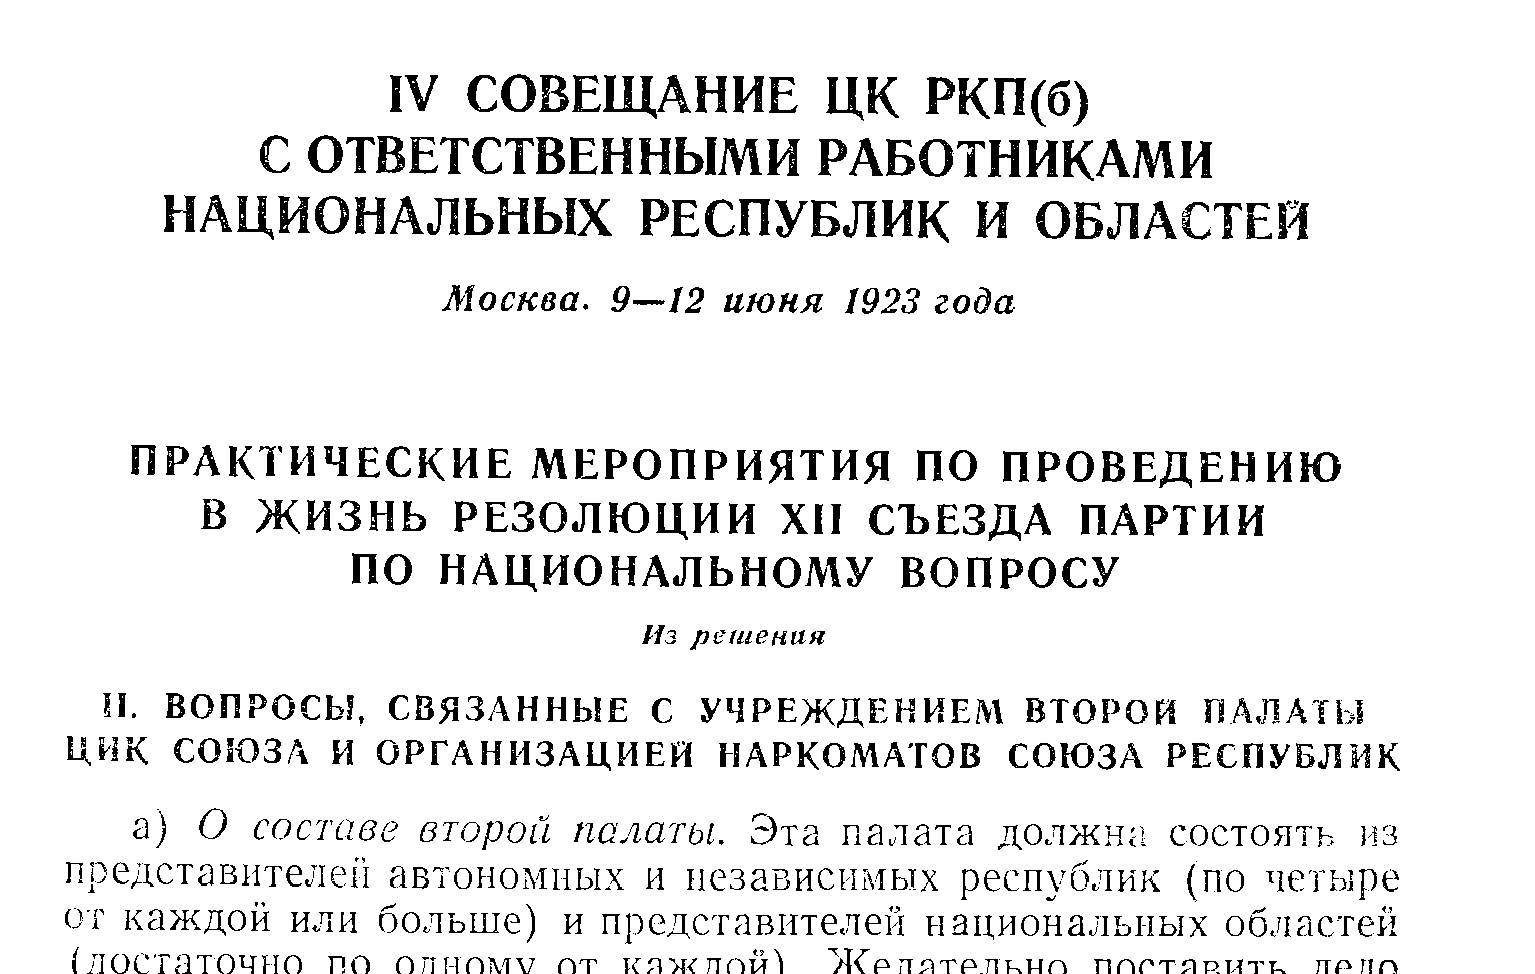 IV СОВЕЩАНИЕ ЦК РКП(б)
С ОТВЕТСТВЕННЫМИ РАБОТНИКАМИ
НАЦИОНАЛЬНЫХ РЕСПУБЛИК И ОБЛАСТЕЙ
Москва. 9—12 июня 1923 года
ПРАКТИЧЕСКИЕ МЕРОПРИЯТИЯ ПО ПРОВЕДЕНИЮ
В ЖИЗНЬ РЕЗОЛЮЦИИ XII СЪЕЗДА ПАРТИИ
ПО НАЦИОНАЛЬНОМУ ВОПРОСУ
Из решения
II. ВОПРОСЫ, СВЯЗАННЫЕ С УЧРЕЖДЕНИЕМ ВТОРОЙ ПАЛАТЫ
ЦИК СОЮЗА И ОРГАНИЗАЦИЕЙ НАРКОМАТОВ СОЮЗА РЕСПУБЛИК
а) О составе второй палаты. Эта палата должна состоять из
представителей автономных и независимых республик (по четыре
от каждой или больше) и представителей национальных областей
(достаточно по одному от каждой). Желательно поставить дело